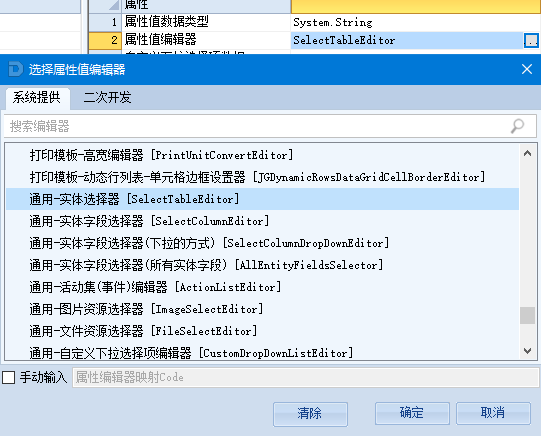 属性
1 属性值数据类型 System.String
2 属性值编辑器 SelectTableEditor ..
选择属性值编辑器
系统提供 二次开发
搜索编辑器
打印模板-高宽编辑器 [PrintUnitConvertEditor]
打印模板-动态行列表-单元格边框设置器 [JGDynamicRowsDataGridCellBorderEditor]
通用-实体选择器 [SelectTableEditor]
通用-实体字段选择器 [SelectColumnEditor]
通用-实体字段选择器(下拉的方式) [SelectColumnDropDownEditor]
通用-实体字段选择器(所有实体字段) [AllEntityFieldsSelector]
通用-活动集(事件)编辑器 [ActionListEditor]
通用-图片资源选择器 [ImageSelectEditor]
通用-文件资源选择器 [FileSelectEditor]
通用-自定义下拉选择项编辑器 [CustomDropDownListEditor]
手动输入 属性编辑器映射Code
清除 确定 取消